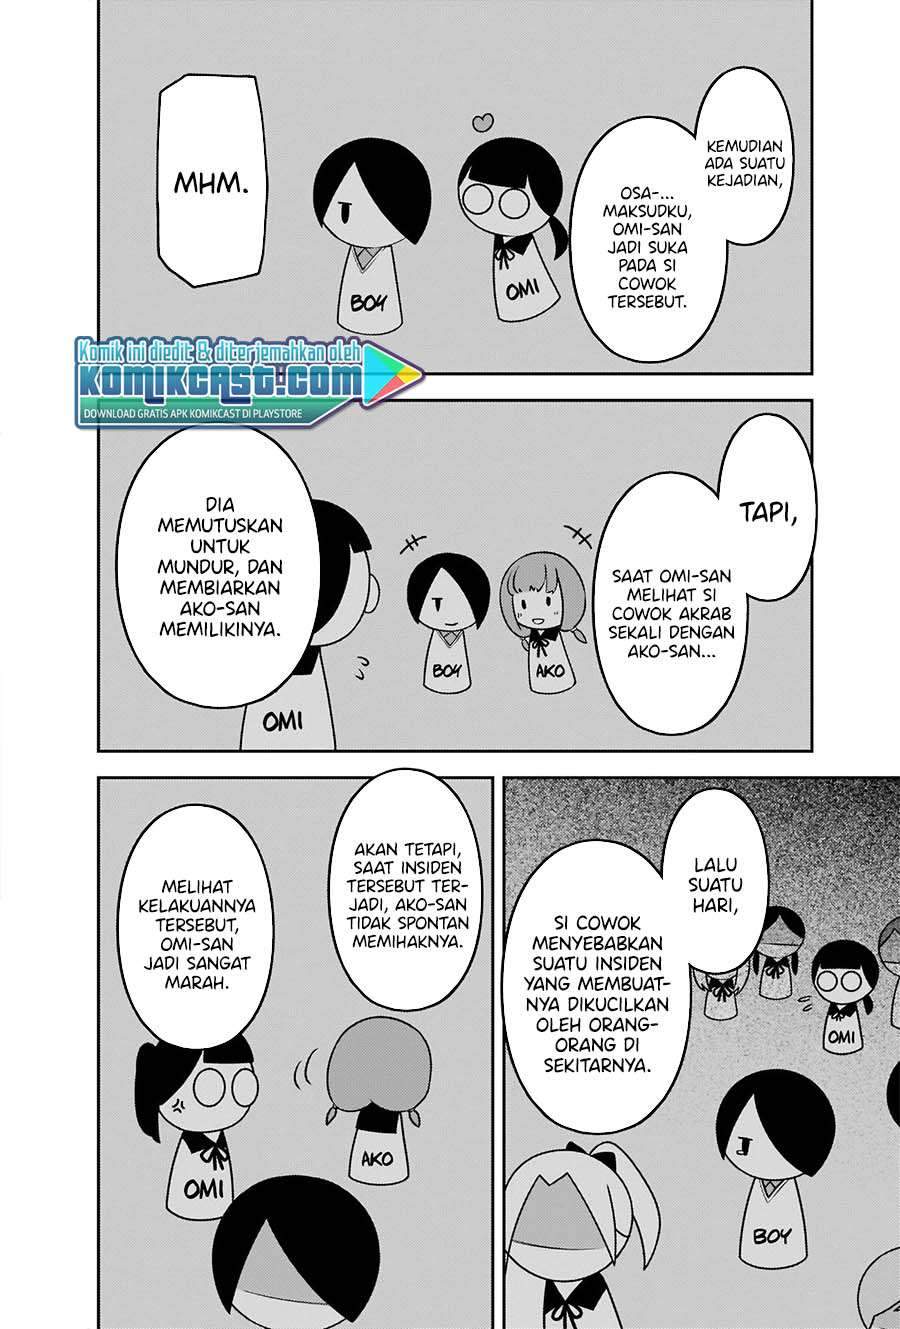 KEMUDIAN
ADA SUATU
KEJADIAN,
OSA-...
MAKSUDKU,
OMI-SAN
JADI SUKA
PADA SI
COWOK
TERSEBUT.
MHM.
BOY
OMI
Komik ini diedit & diterjemahkan oleh
KOMIKCAST.COM
DOWNLOAD GRATIS APK KOMIKCAST DI PLAYSTORE
TAPI,
SAAT OMI-SAN
MELIHAT SI
COWOK AKRAB
SEKALI DENGAN
AKO-SAN...
DIA
MEMUTUSKAN
UNTUK
MUNDUR, DAN
MEMBIARKAN
AKO-SAN
MEMILIKINYA.
BOY
AKO
OMI
LALU
SUATU
HARI,
SI COWOK
MENYEBABKAN
SUATU INSIDEN
YANG MEMBUAT-
NYA DIKUCILKAN
OLEH ORANG-
ORANG DI
SEKITARNYA.
OMI
BOY
AKAN TETAPI,
SAAT INSIDEN
TERSEBUT TER-
JADI, AKO-SAN
TIDAK SPONTAN
MEMIHAKNYA.
MELIHAT
KELAKUANNYA
TERSEBUT,
OMI-SAN
JADI SANGAT
MARAH.
OMI
AKO